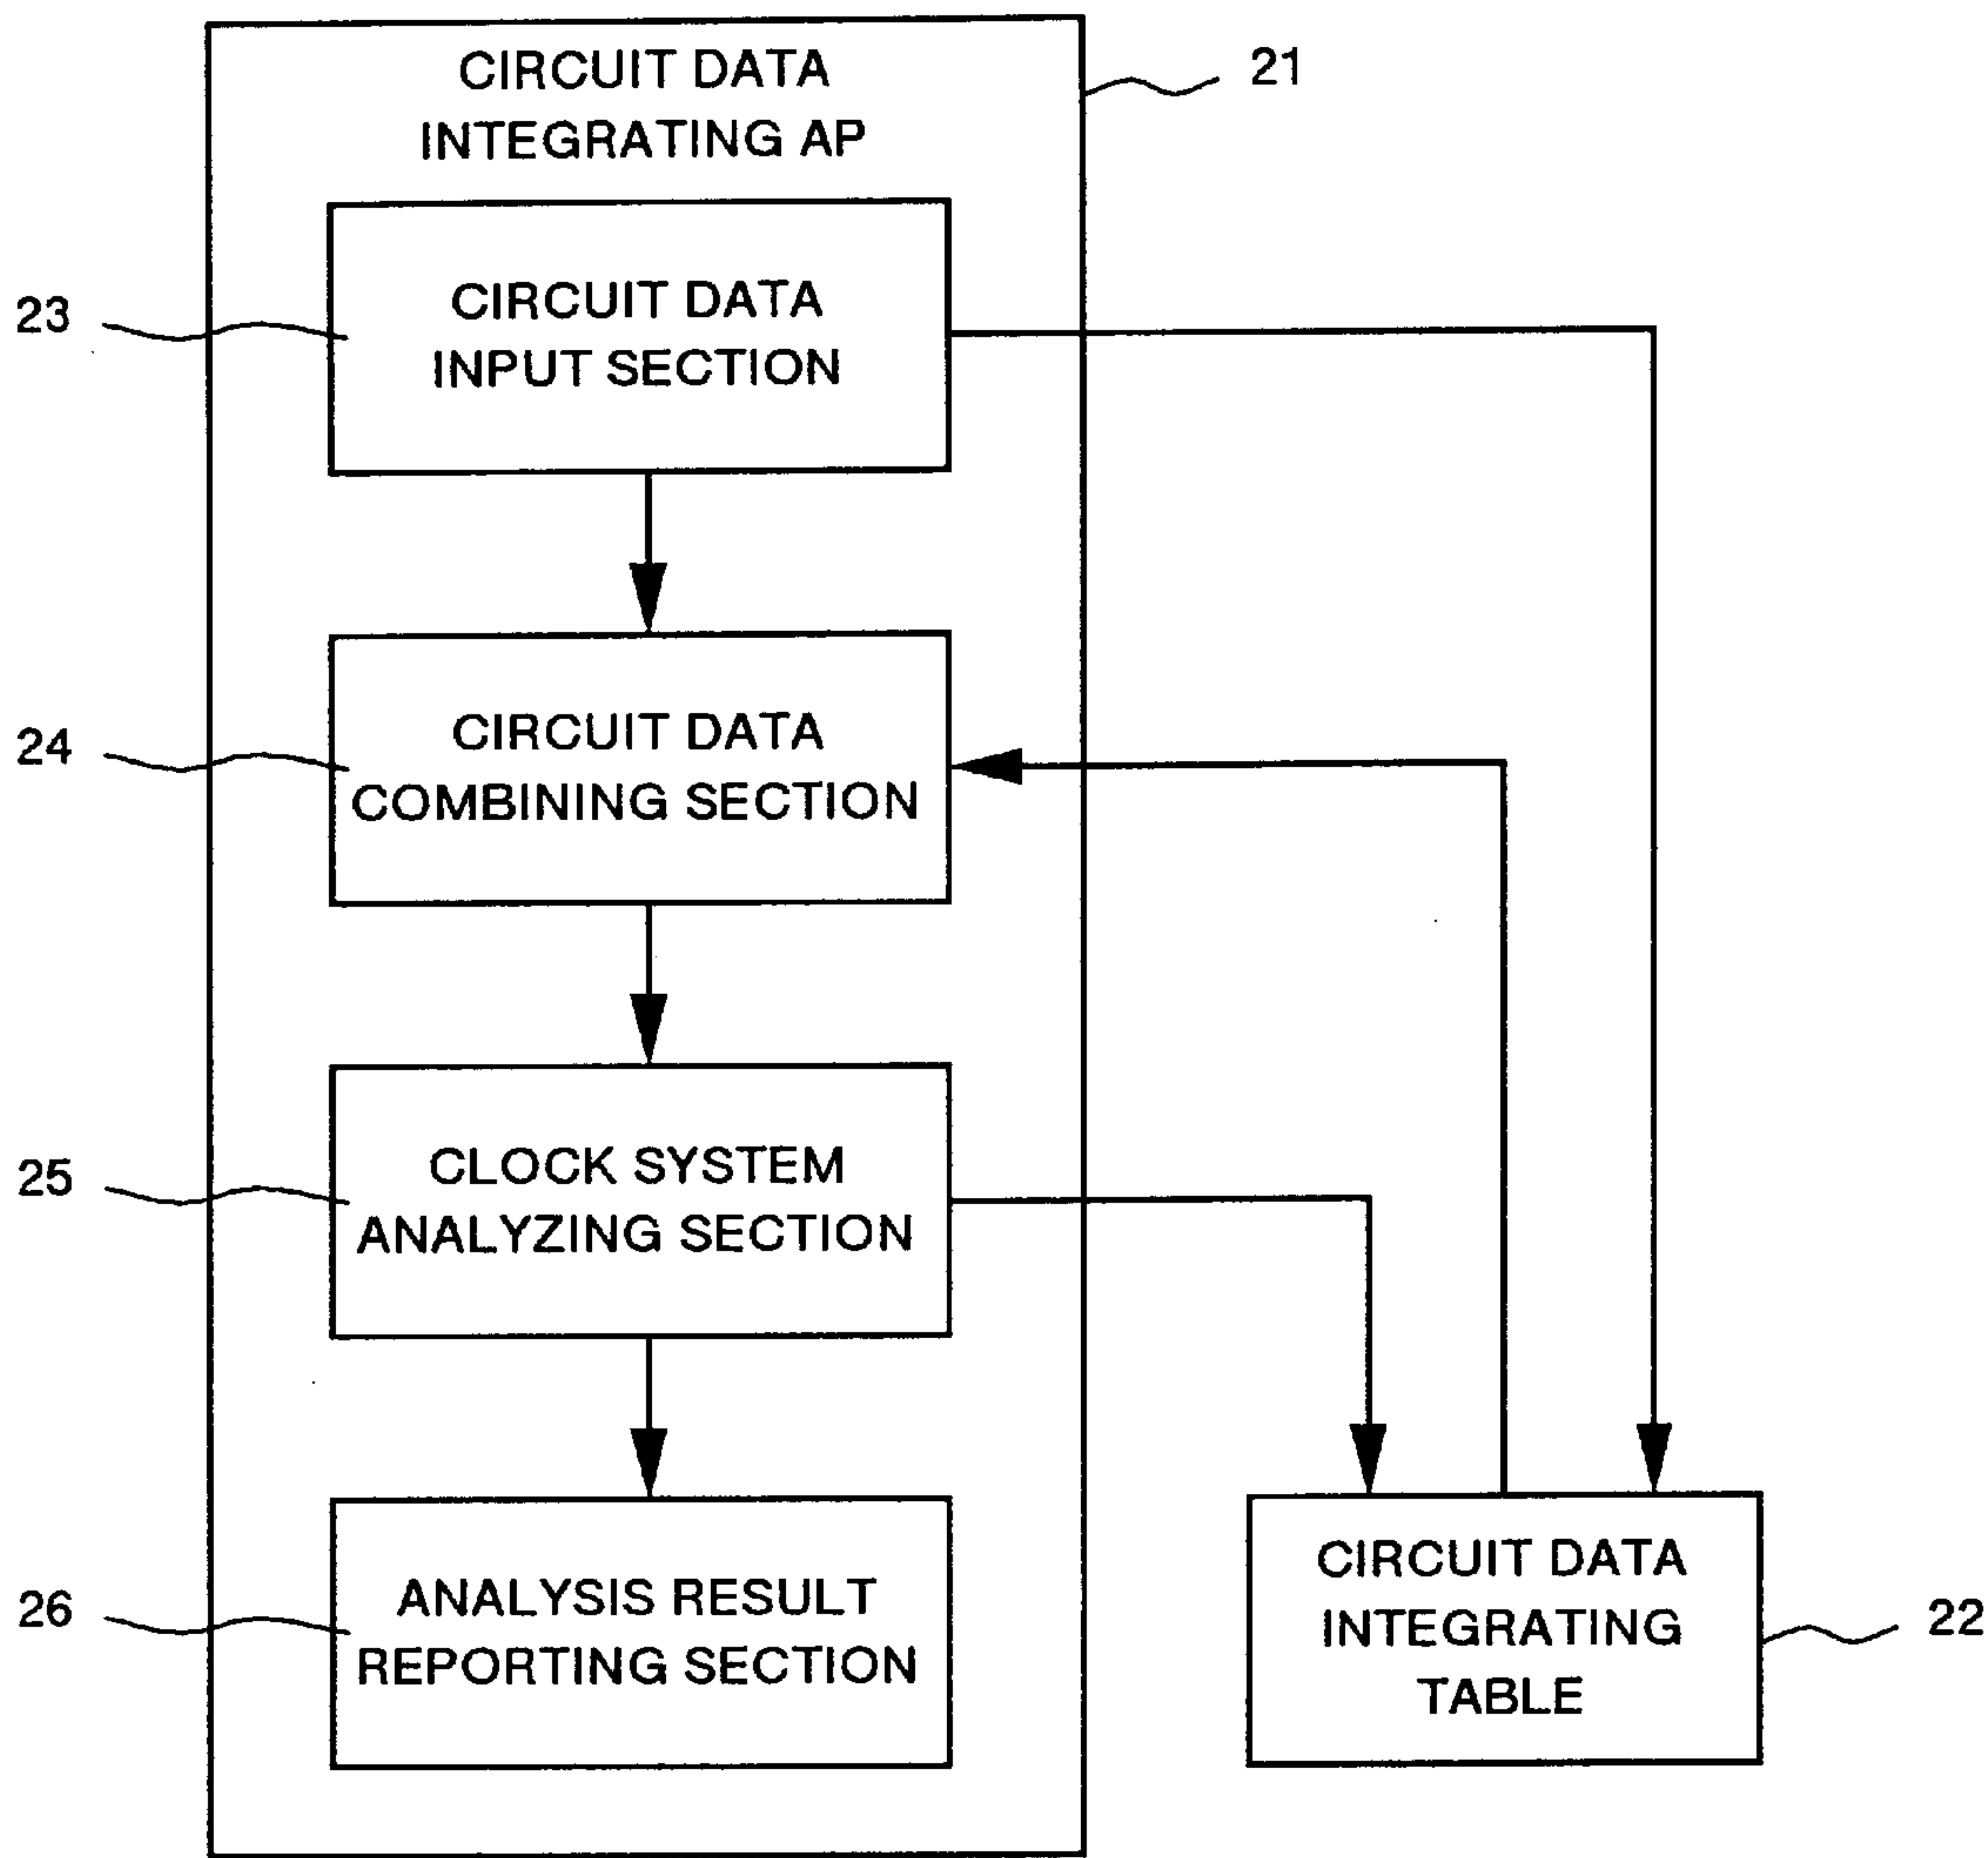 CIRCUIT DATA
INTEGRATING AP
21
23
CIRCUIT DATA
INPUT SECTION
24
CIRCUIT DATA
COMBINING SECTION
25
CLOCK SYSTEM
ANALYZING SECTION
26
ANALYSIS RESULT
REPORTING SECTION
CIRCUIT DATA
INTEGRATING
TABLE
22